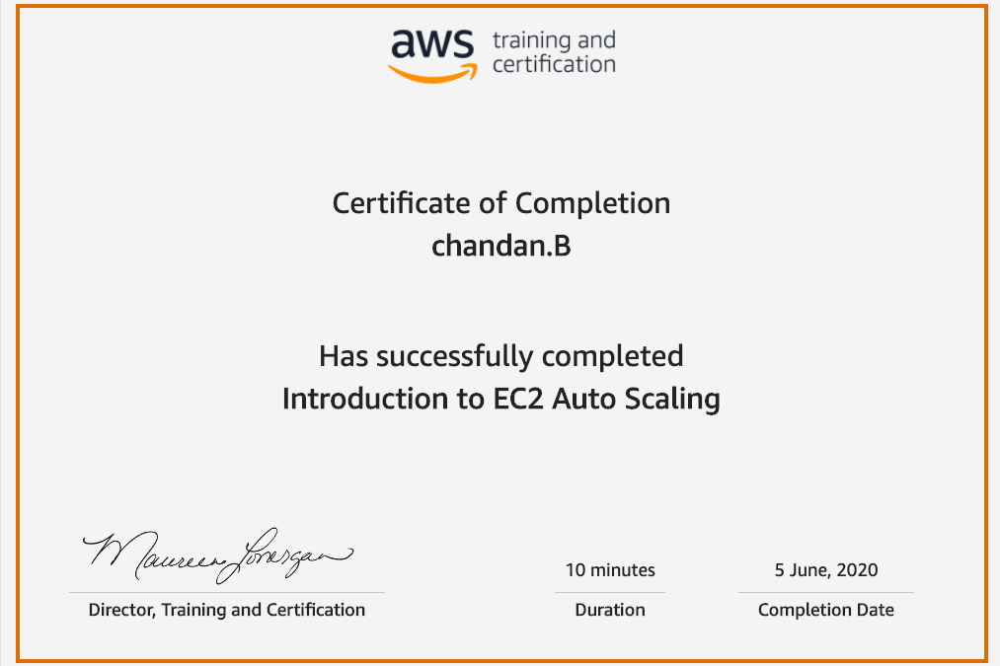 aws training and
certification
Certificate of Completion
chandan.B
Has successfully completed
Introduction to EC2 Auto Scaling
Maureen Lonergan
Director, Training and Certification
10 minutes
Duration
5 June, 2020
Completion Date